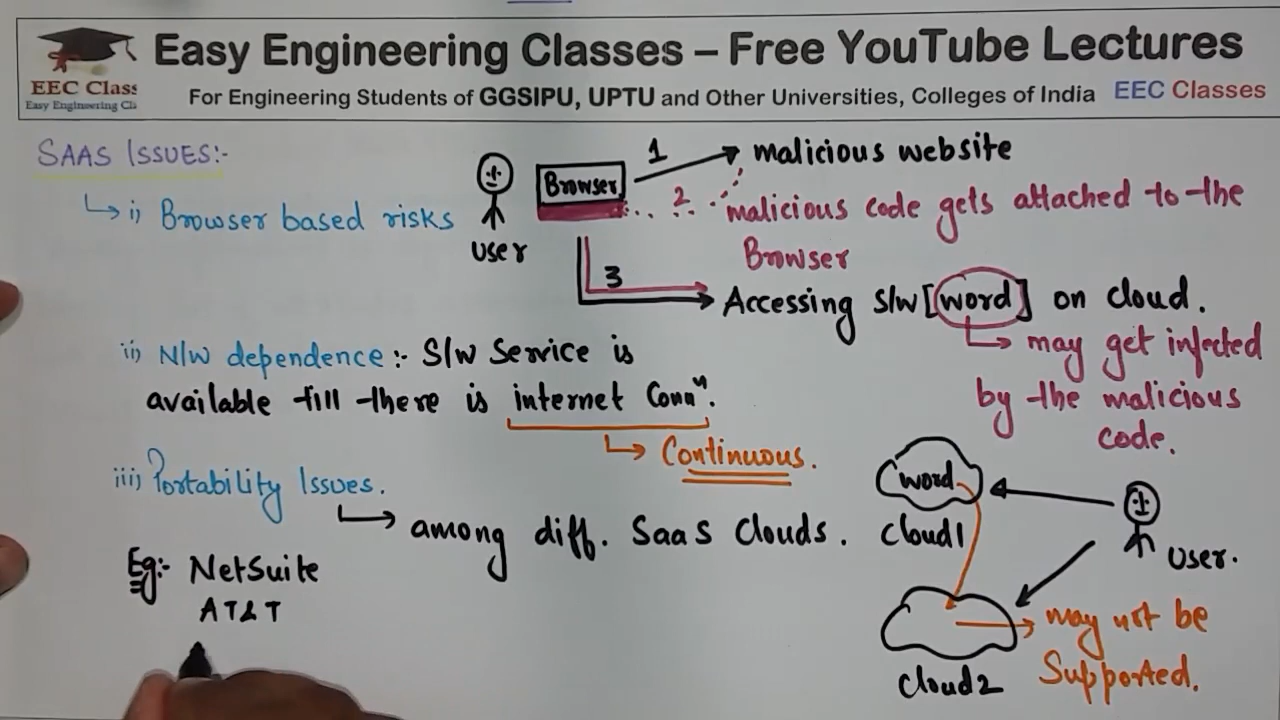 Easy Engineering Classes – Free YouTube Lectures
EEC Class
Easy Engineering Cl
For Engineering Students of GGSIPU, UPTU and Other Universities, Colleges of India
EEC Classes
SAAS ISSUES:-
i) Browser based risks
user
Browser
1
malicious website
2
malicious code gets attached to the
Browser
3
Accessing S/w [word] on cloud.
may get infected
by the malicious
code.
ii) N/w dependence :- S/w Service is
available till there is internet Connⁿ.
Continuous.
iii) Portability Issues.
among diff. SaaS Clouds.
word
Cloud1
user.
Cloud2
may not be
Supported.
Eg:- NetSuite
AT&T